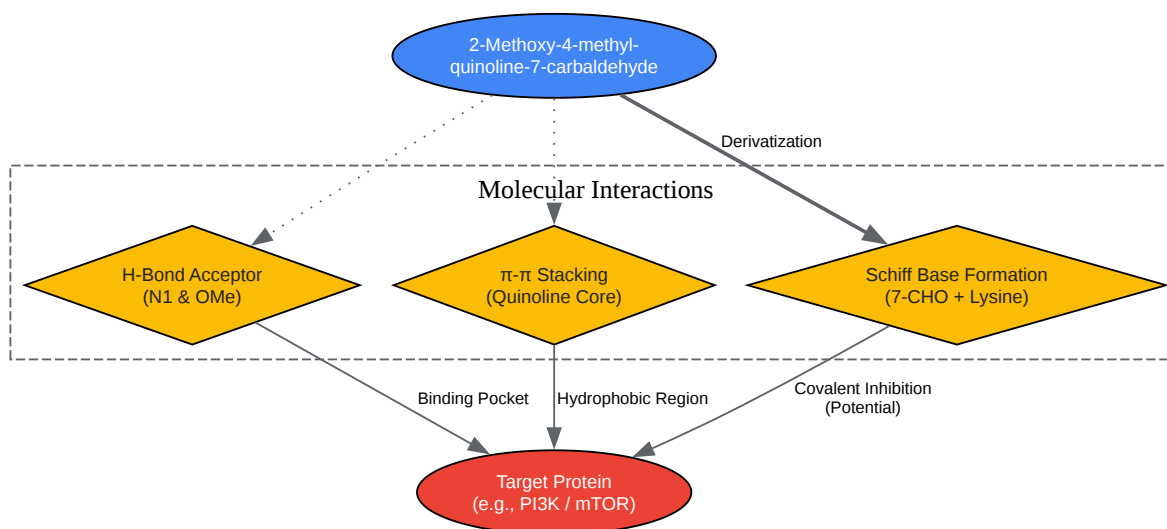 2-Methoxy-4-methyl-
quinoline-7-carbaldehyde
Derivatization
Molecular Interactions
H-Bond Acceptor
(N1 & OMe)
π-π Stacking
(Quinoline Core)
Schiff Base Formation
(7-CHO + Lysine)
Binding Pocket
Hydrophobic Region
Covalent Inhibition
(Potential)
Target Protein
(e.g., PI3K / mTOR)